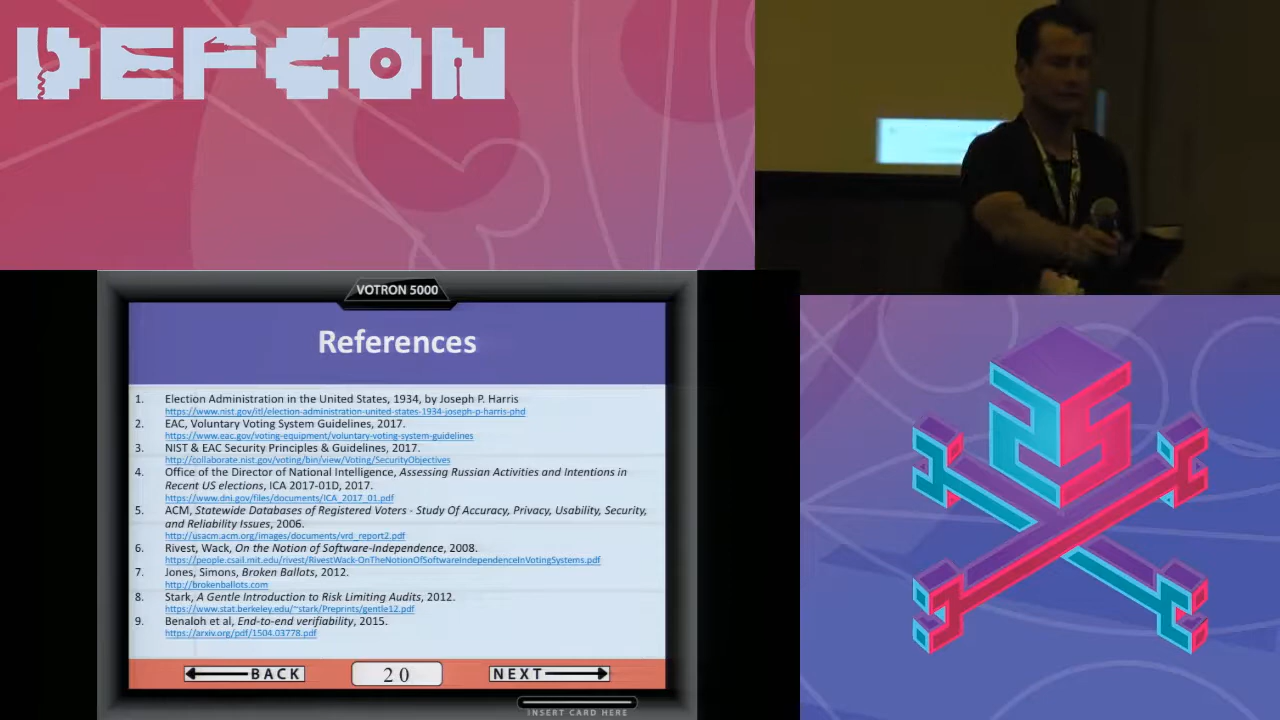 DEFCON
VOTRON 5000
References
1. Election Administration in the United States, 1934, by Joseph P. Harris
https://www.nist.gov/itl/election-administration-united-states-1934-joseph-p-harris-phd
2. EAC, Voluntary Voting System Guidelines, 2017.
https://www.eac.gov/voting-equipment/voluntary-voting-system-guidelines
3. NIST & EAC Security Principles & Guidelines, 2017.
http://collaborate.nist.gov/voting/bin/view/Voting/SecurityObjectives
4. Office of the Director of National Intelligence, Assessing Russian Activities and Intentions in
Recent US elections, ICA 2017-01D, 2017.
https://www.dni.gov/files/documents/ICA_2017_01.pdf
5. ACM, Statewide Databases of Registered Voters - Study Of Accuracy, Privacy, Usability, Security,
and Reliability Issues, 2006.
http://usacm.acm.org/images/documents/vrd_report2.pdf
6. Rivest, Wack, On the Notion of Software-Independence, 2008.
https://people.csail.mit.edu/rivest/RivestWack-OnTheNotionOfSoftwareIndependenceInVotingSystems.pdf
7. Jones, Simons, Broken Ballots, 2012.
http://brokenballots.com
8. Stark, A Gentle Introduction to Risk Limiting Audits, 2012.
https://www.stat.berkeley.edu/~stark/Preprints/gentle12.pdf
9. Benaloh et al, End-to-end verifiability, 2015.
https://arxiv.org/pdf/1504.03778.pdf
BACK
20
NEXT
INSERT CARD HERE
25